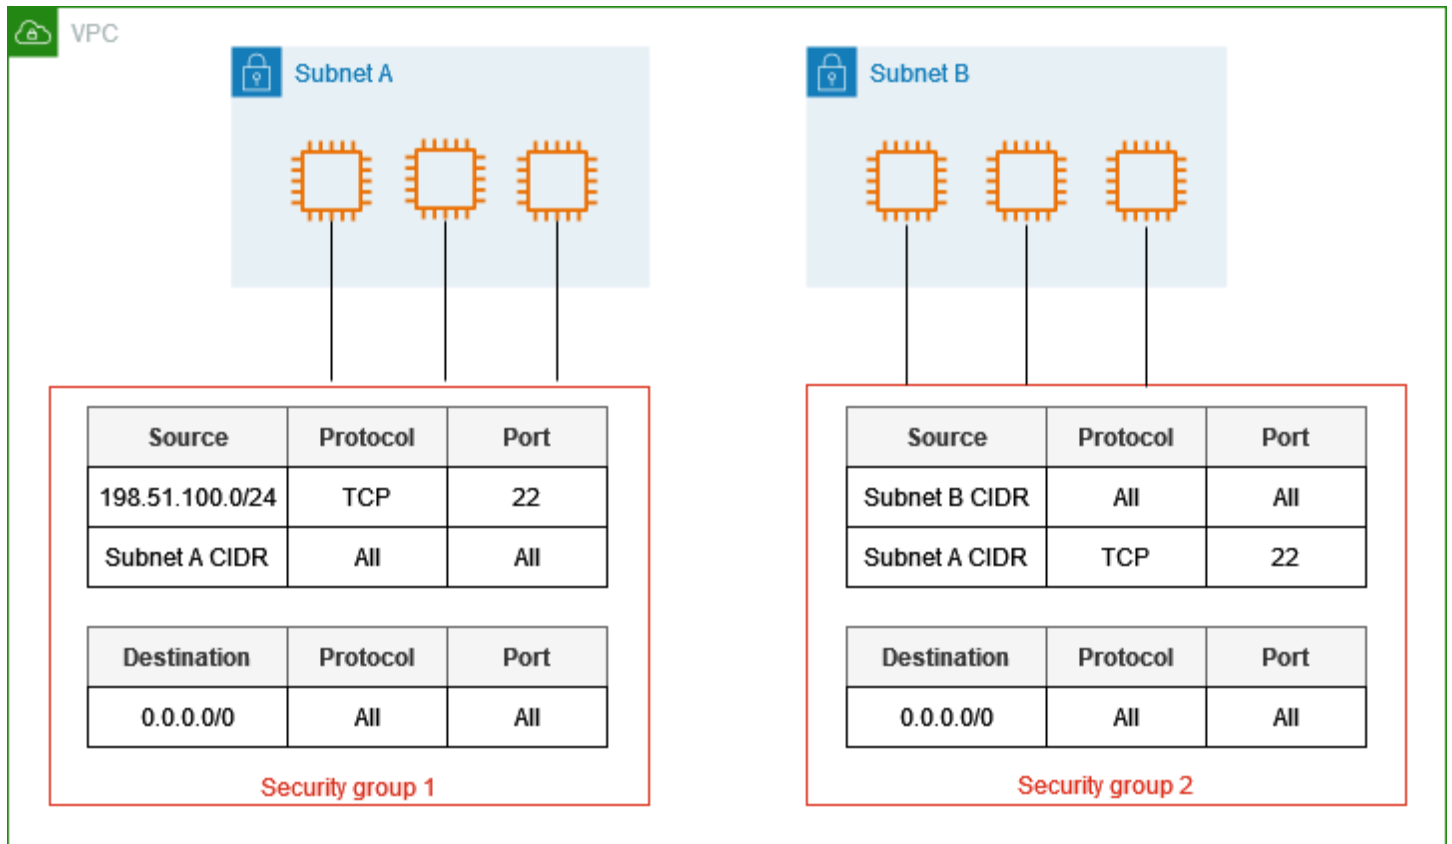 VPC
Subnet A
Subnet B
Source Protocol Port
198.51.100.0/24 TCP 22
Subnet A CIDR All All
Destination Protocol Port
0.0.0.0/0 All All
Security group 1
Source Protocol Port
Subnet B CIDR All All
Subnet A CIDR TCP 22
Destination Protocol Port
0.0.0.0/0 All All
Security group 2